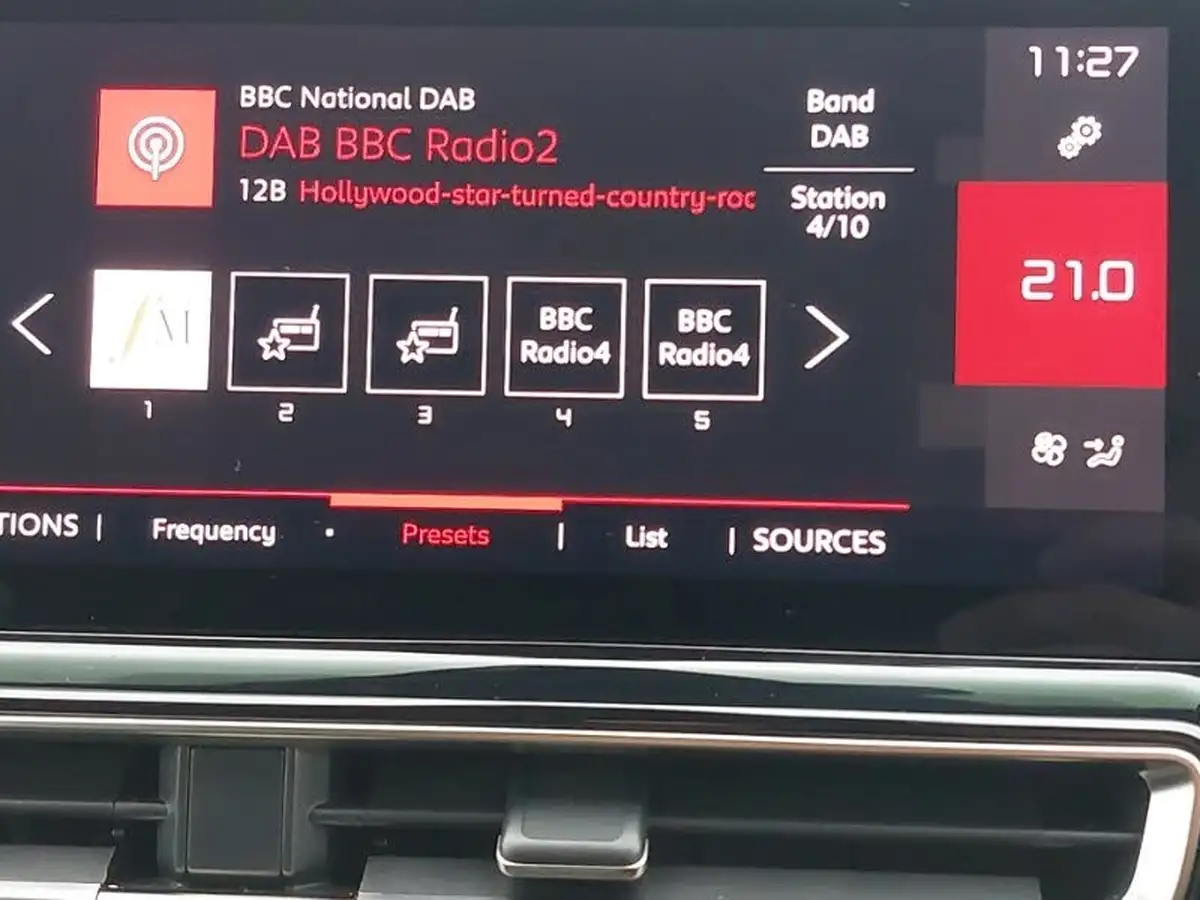 BBC National DAB
DAB BBC Radio2
12B Hollywood-star-turned-country-roc
Band
DAB
Station
4/10
11:27
21.0
M
BBC
Radio4
BBC
Radio4
1
2
3
4
5
TIONS | Frequency · Presets | List | SOURCES